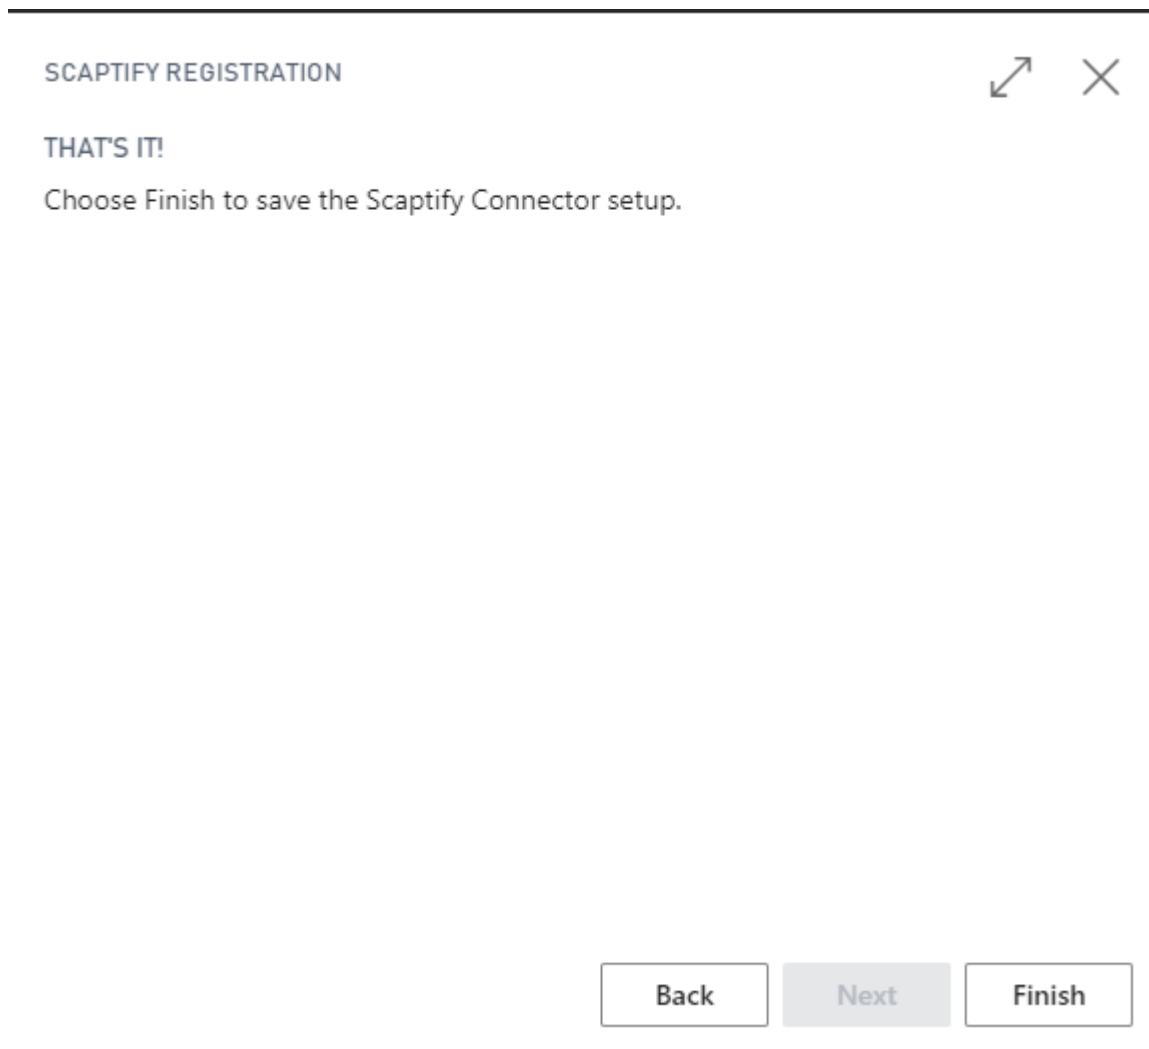 SCAPTIFY REGISTRATION
THAT'S IT!
Choose Finish to save the Scaptify Connector setup.
Back
Next
Finish